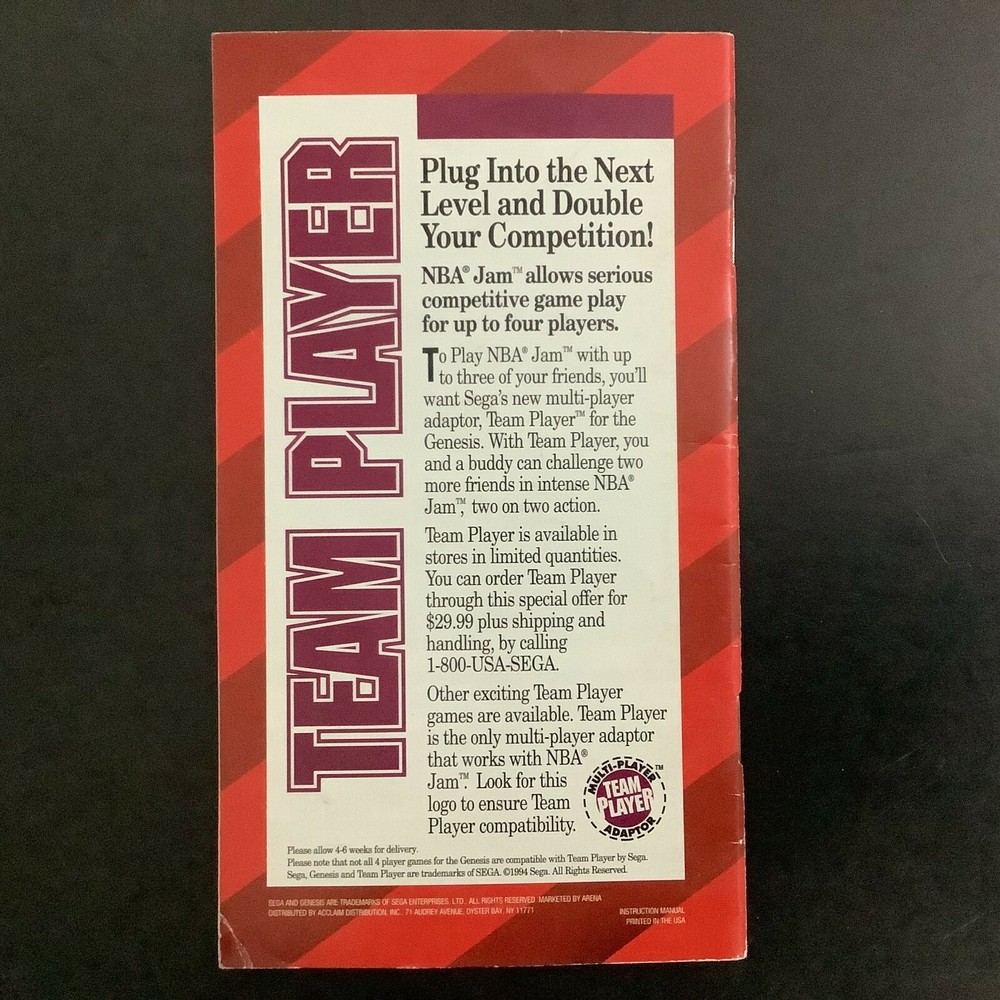 TEAM PLAYER
Plug Into the Next
Level and Double
Your Competition!
NBA® Jam™ allows serious
competitive game play
for up to four players.
To Play NBA® Jam™ with up
to three of your friends, you'll
want Sega's new multi-player
adaptor, Team Player™ for the
Genesis. With Team Player, you
and a buddy can challenge two
more friends in intense NBA®
Jam™, two on two action.
Team Player is available in
stores in limited quantities.
You can order Team Player
through this special offer for
$29.99 plus shipping and
handling, by calling
1-800-USA-SEGA.
Other exciting Team Player
games are available. Team Player
is the only multi-player adaptor
that works with NBA®
Jam™. Look for this
logo to ensure Team
Player compatibility.
MULTI-PLAYER™
TEAM
PLAYER
ADAPTOR
Please allow 4-6 weeks for delivery.
Please note that not all 4 player games for the Genesis are compatible with Team Player by Sega.
Sega, Genesis and Team Player are trademarks of SEGA. ©1994 Sega. All Rights Reserved.
SEGA AND GENESIS ARE TRADEMARKS OF SEGA ENTERPRISES, LTD. ALL RIGHTS RESERVED. MARKETED BY ARENA
DISTRIBUTED BY ACCLAIM DISTRIBUTION, INC. 71 AUDREY AVENUE, OYSTER BAY, NY 11771
INSTRUCTION MANUAL
PRINTED IN THE USA